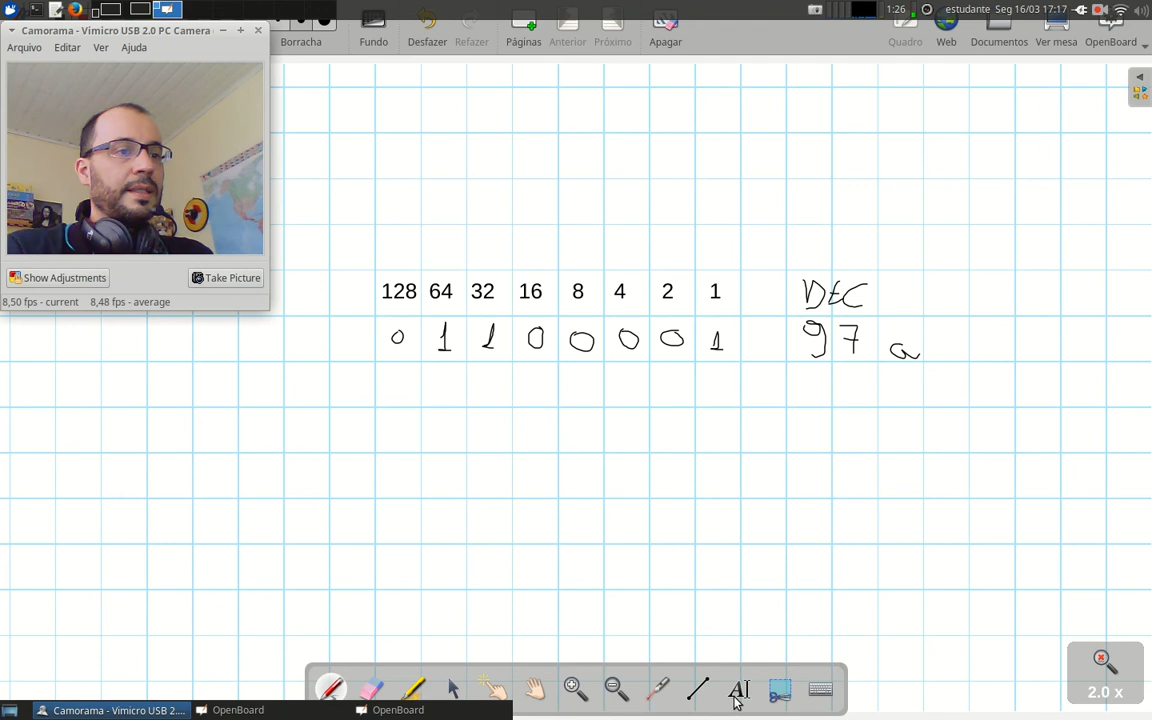 1:26 estudante Seg 16/03 17:17
Camorama - Vimicro USB 2.0 PC Camera
Arquivo Editar Ver Ajuda
Borracha Fundo Desfazer Refazer Páginas Anterior Próximo Apagar Quadro Web Documentos Ver mesa OpenBoard
Show Adjustments Take Picture
8,50 fps - current 8,48 fps - average
128 64 32 16 8 4 2 1 DEC
0 1 1 0 0 0 0 1 97 a
2.0 x
Camorama - Vimicro USB 2.... OpenBoard OpenBoard